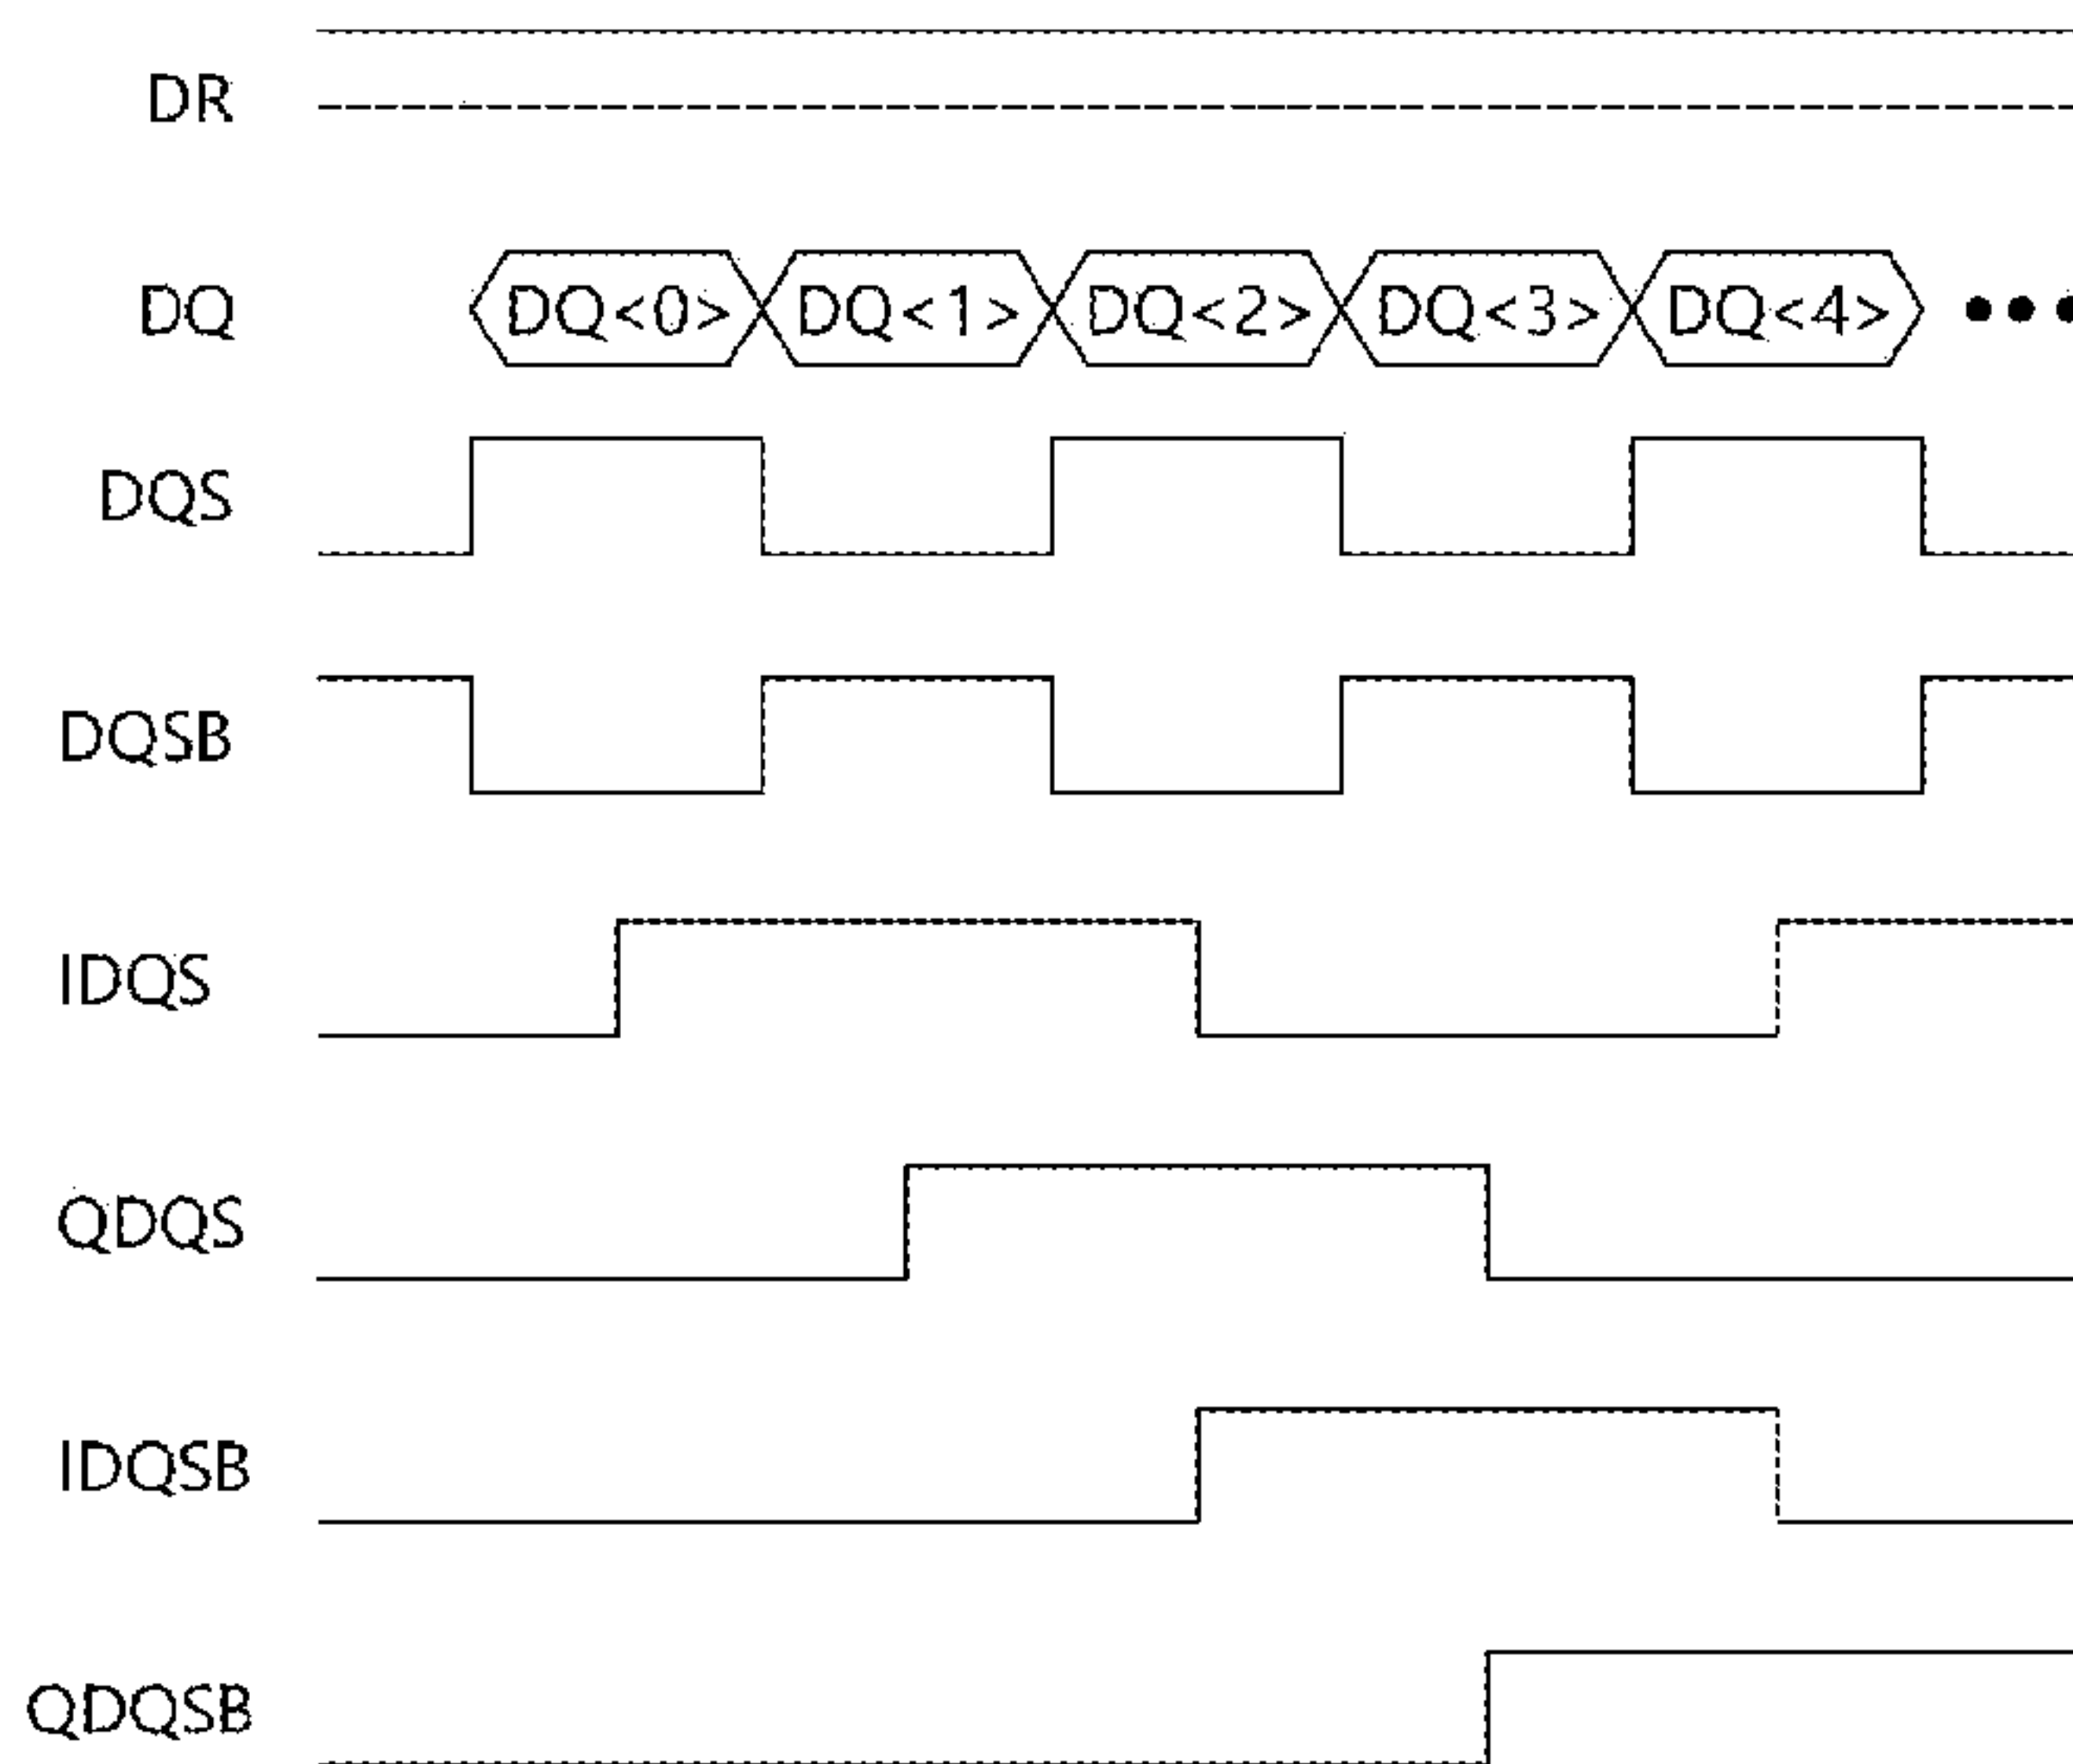 DR
DQ DQ<0> DQ<1> DQ<2> DQ<3> DQ<4> •••
DQS
DQSB
IDQS
QDQS
IDQSB
QDQSB